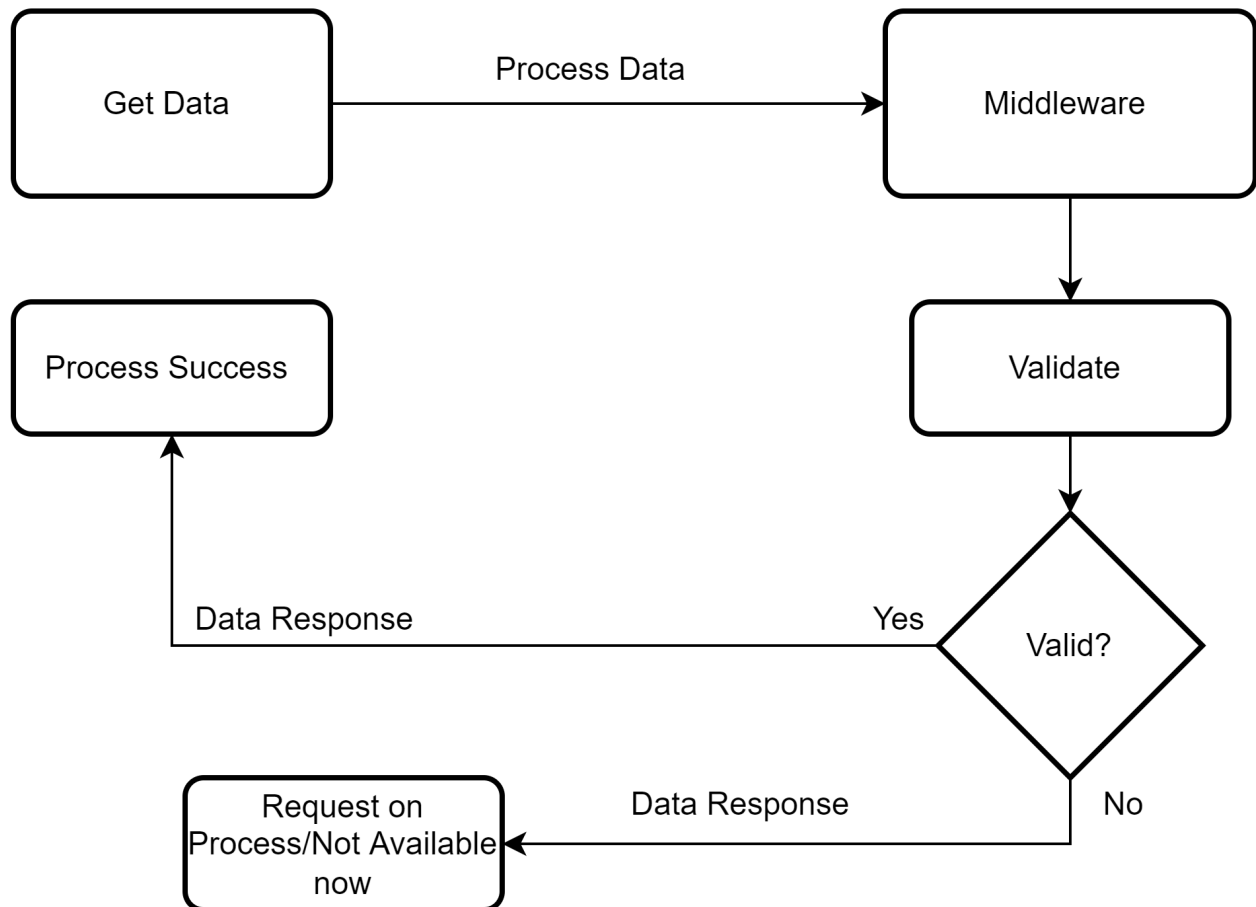 Get Data
Process Data
Middleware
Process Success
Validate
Data Response
Yes
Valid?
Request on
Process/Not Available
now
Data Response
No